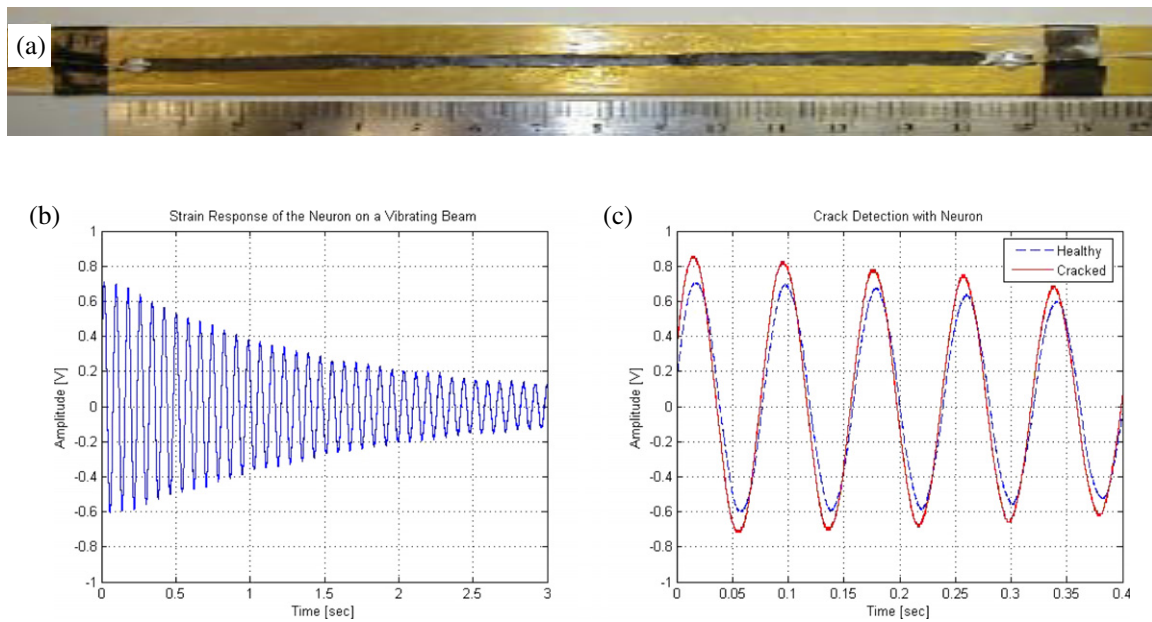 (a)
(b)
Strain Response of the Neuron on a Vibrating Beam
1
0.8
0.6
0.4
0.2
0
-0.2
-0.4
-0.6
-0.8
-1
Amplitude [V]
0 0.5 1 1.5 2 2.5 3
Time [sec]
(c)
Crack Detection with Neuron
Healthy
Cracked
1
0.8
0.6
0.4
0.2
0
-0.2
-0.4
-0.6
-0.8
-1
Amplitude [V]
0 0.05 0.1 0.15 0.2 0.25 0.3 0.35 0.4
Time [sec]